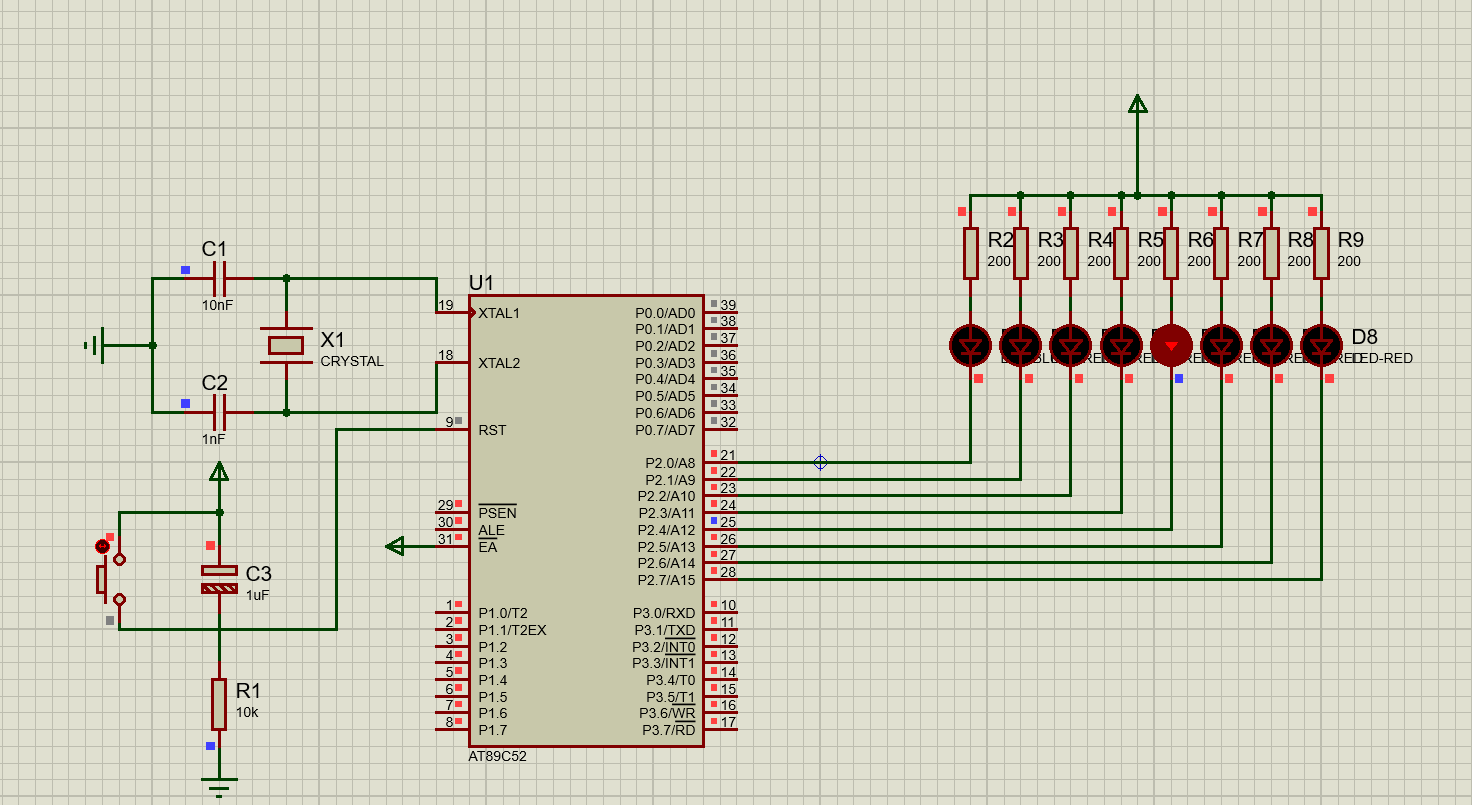 C1
10nF
X1
CRYSTAL
C2
1nF
C3
1uF
R1
10k
U1
19 XTAL1
18 XTAL2
9 RST
29 PSEN
30 ALE
31 EA
1 P1.0/T2
2 P1.1/T2EX
3 P1.2
4 P1.3
5 P1.4
6 P1.5
7 P1.6
8 P1.7
P0.0/AD0 39
P0.1/AD1 38
P0.2/AD2 37
P0.3/AD3 36
P0.4/AD4 35
P0.5/AD5 34
P0.6/AD6 33
P0.7/AD7 32
P2.0/A8 21
P2.1/A9 22
P2.2/A10 23
P2.3/A11 24
P2.4/A12 25
P2.5/A13 26
P2.6/A14 27
P2.7/A15 28
P3.0/RXD 10
P3.1/TXD 11
P3.2/INT0 12
P3.3/INT1 13
P3.4/T0 14
P3.5/T1 15
P3.6/WR 16
P3.7/RD 17
AT89C52
R2 R3 R4 R5 R6 R7 R8 R9
200 200 200 200 200 200 200 200
D8
LED-RED